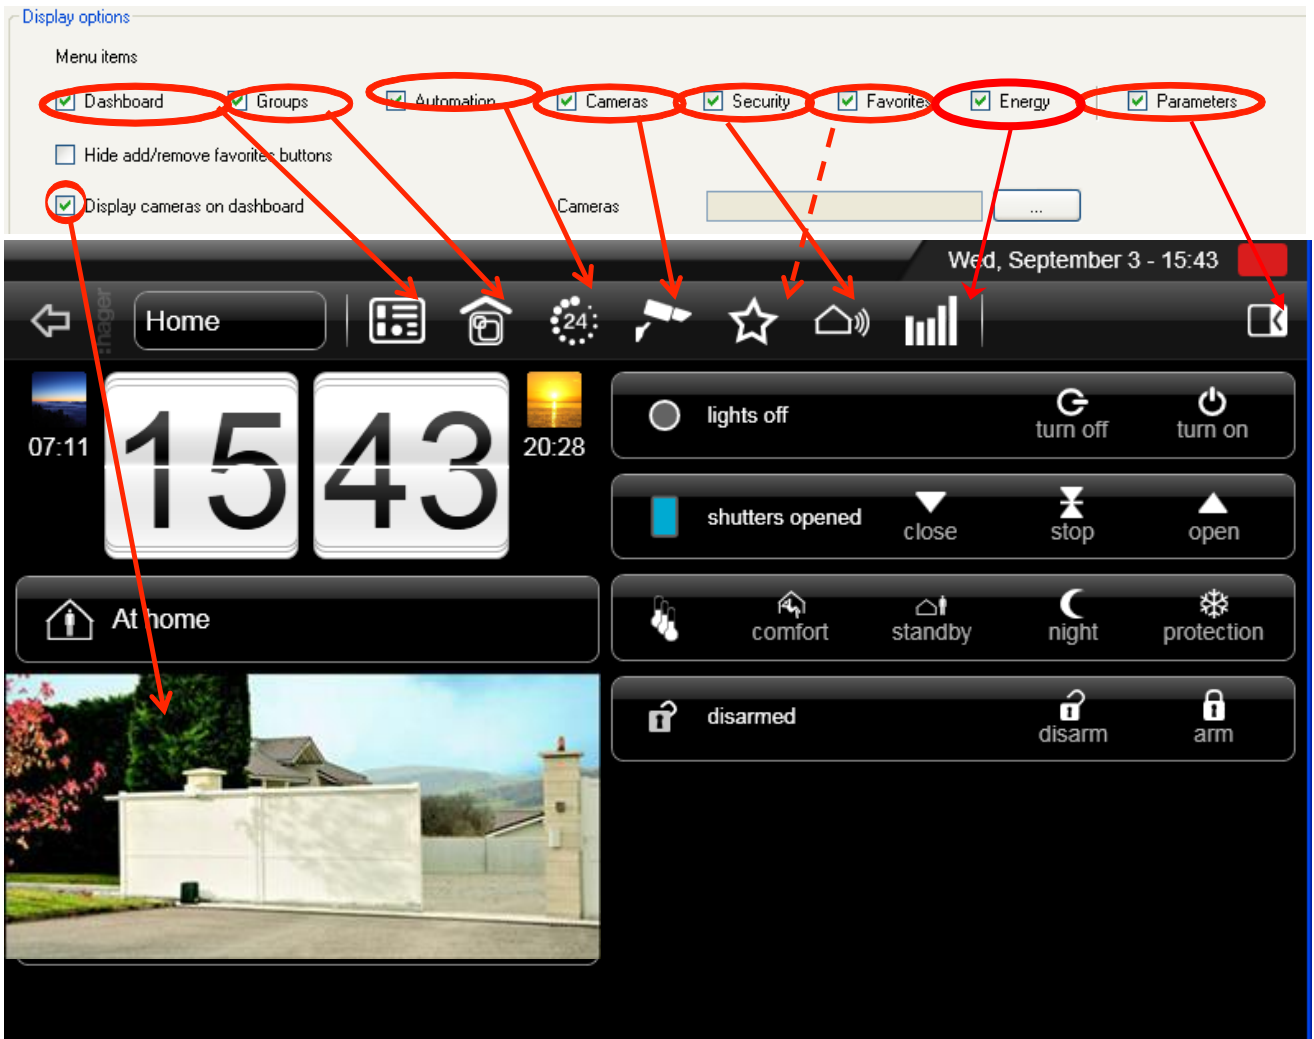 Display options
Menu items
Dashboard Groups Automation Cameras Security Favorites Energy Parameters
Hide add/remove favorites buttons
Display cameras on dashboard Cameras ...
Wed, September 3 - 15:43
:hager Home 24
07:11 15 43 20:28
lights off turn off turn on
shutters opened close stop open
At home
comfort standby night protection
disarmed disarm arm